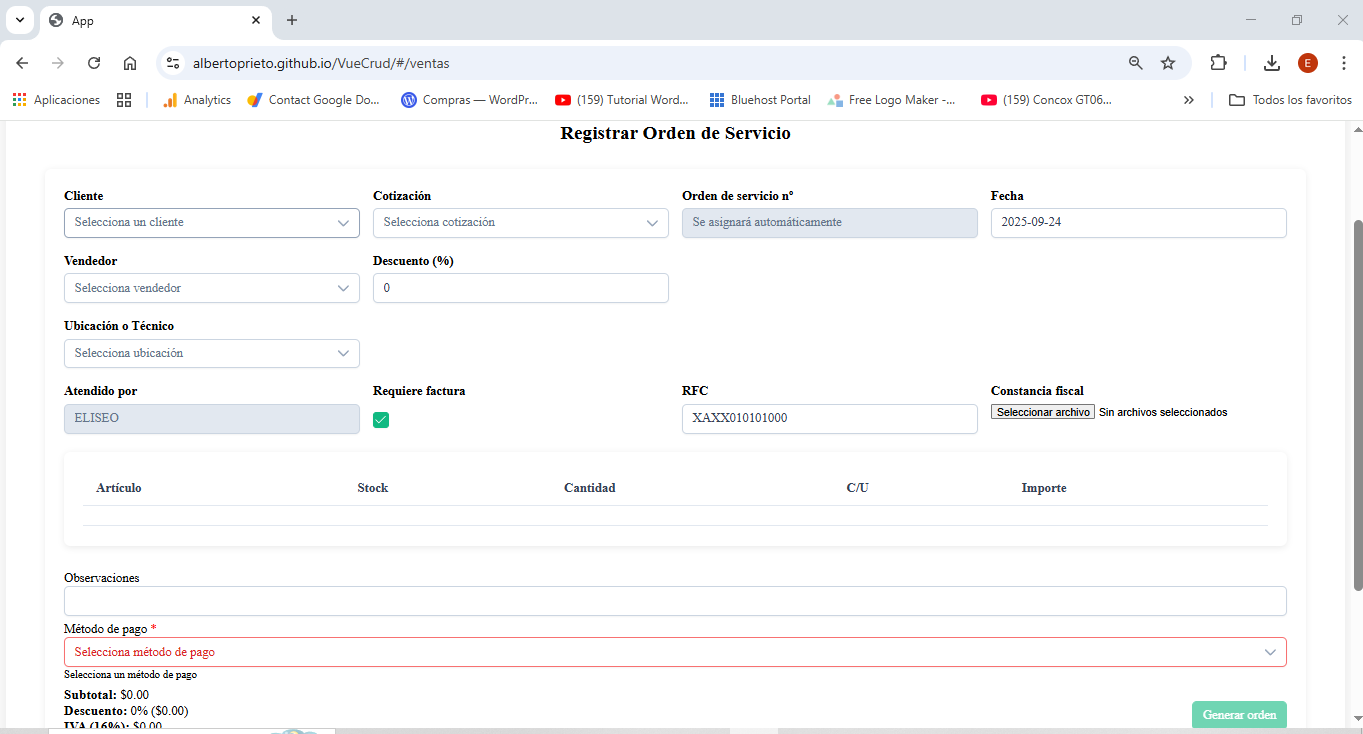 App
albertoprieto.github.io/VueCrud/#/ventas
E
Aplicaciones
Analytics
Contact Google Do...
Compras — WordPr...
(159) Tutorial Word...
Bluehost Portal
Free Logo Maker -...
(159) Concox GT06...
Todos los favoritos
Registrar Orden de Servicio
Cliente Cotización Orden de servicio n° Fecha
Selecciona un cliente Selecciona cotización Se asignará automáticamente 2025-09-24
Vendedor Descuento (%)
Selecciona vendedor 0
Ubicación o Técnico
Selecciona ubicación
Atendido por Requiere factura RFC Constancia fiscal
ELISEO XAXX010101000 Seleccionar archivo Sin archivos seleccionados
Artículo Stock Cantidad C/U Importe
Observaciones
Método de pago *
Selecciona método de pago
Selecciona un método de pago
Subtotal: $0.00
Descuento: 0% ($0.00)
IVA (16%): $0.00
Generar orden